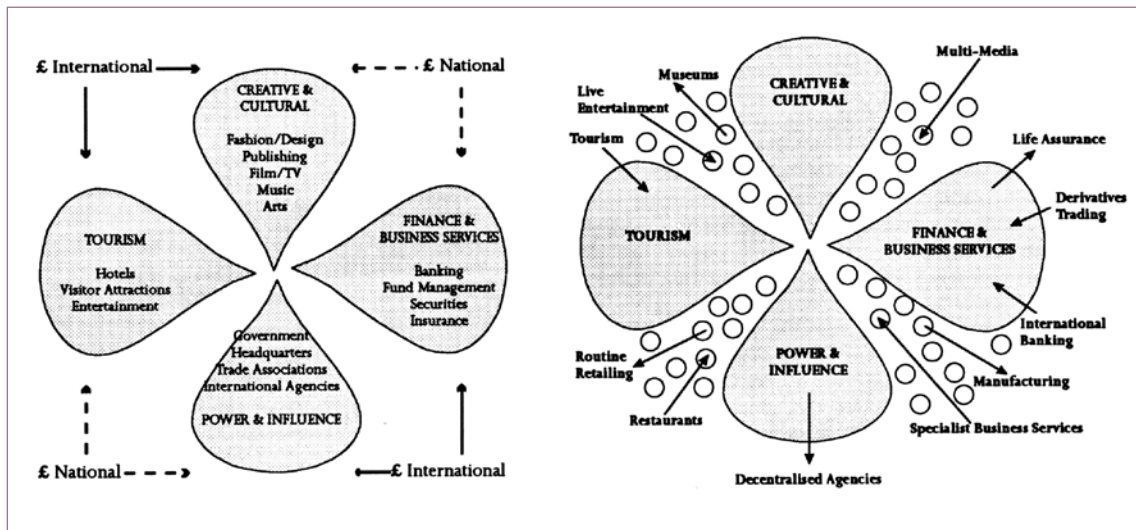 £ International
£ National
CREATIVE &
CULTURAL
Fashion/Design
Publishing
Film/TV
Music
Arts
TOURISM
Hotels
Visitor Attractions
Entertainment
FINANCE &
BUSINESS SERVICES
Banking
Fund Management
Securities
Insurance
Government
Headquarters
Trade Associations
International Agencies
POWER & INFLUENCE
£ National
£ International
Multi-Media
Museums
Live
Entertainment
Tourism
CREATIVE &
CULTURAL
Life Assurance
Derivatives
Trading
TOURISM
FINANCE &
BUSINESS SERVICES
International
Banking
Routine
Retailing
POWER &
INFLUENCE
Manufacturing
Restaurants
Specialist Business Services
Decentralised Agencies